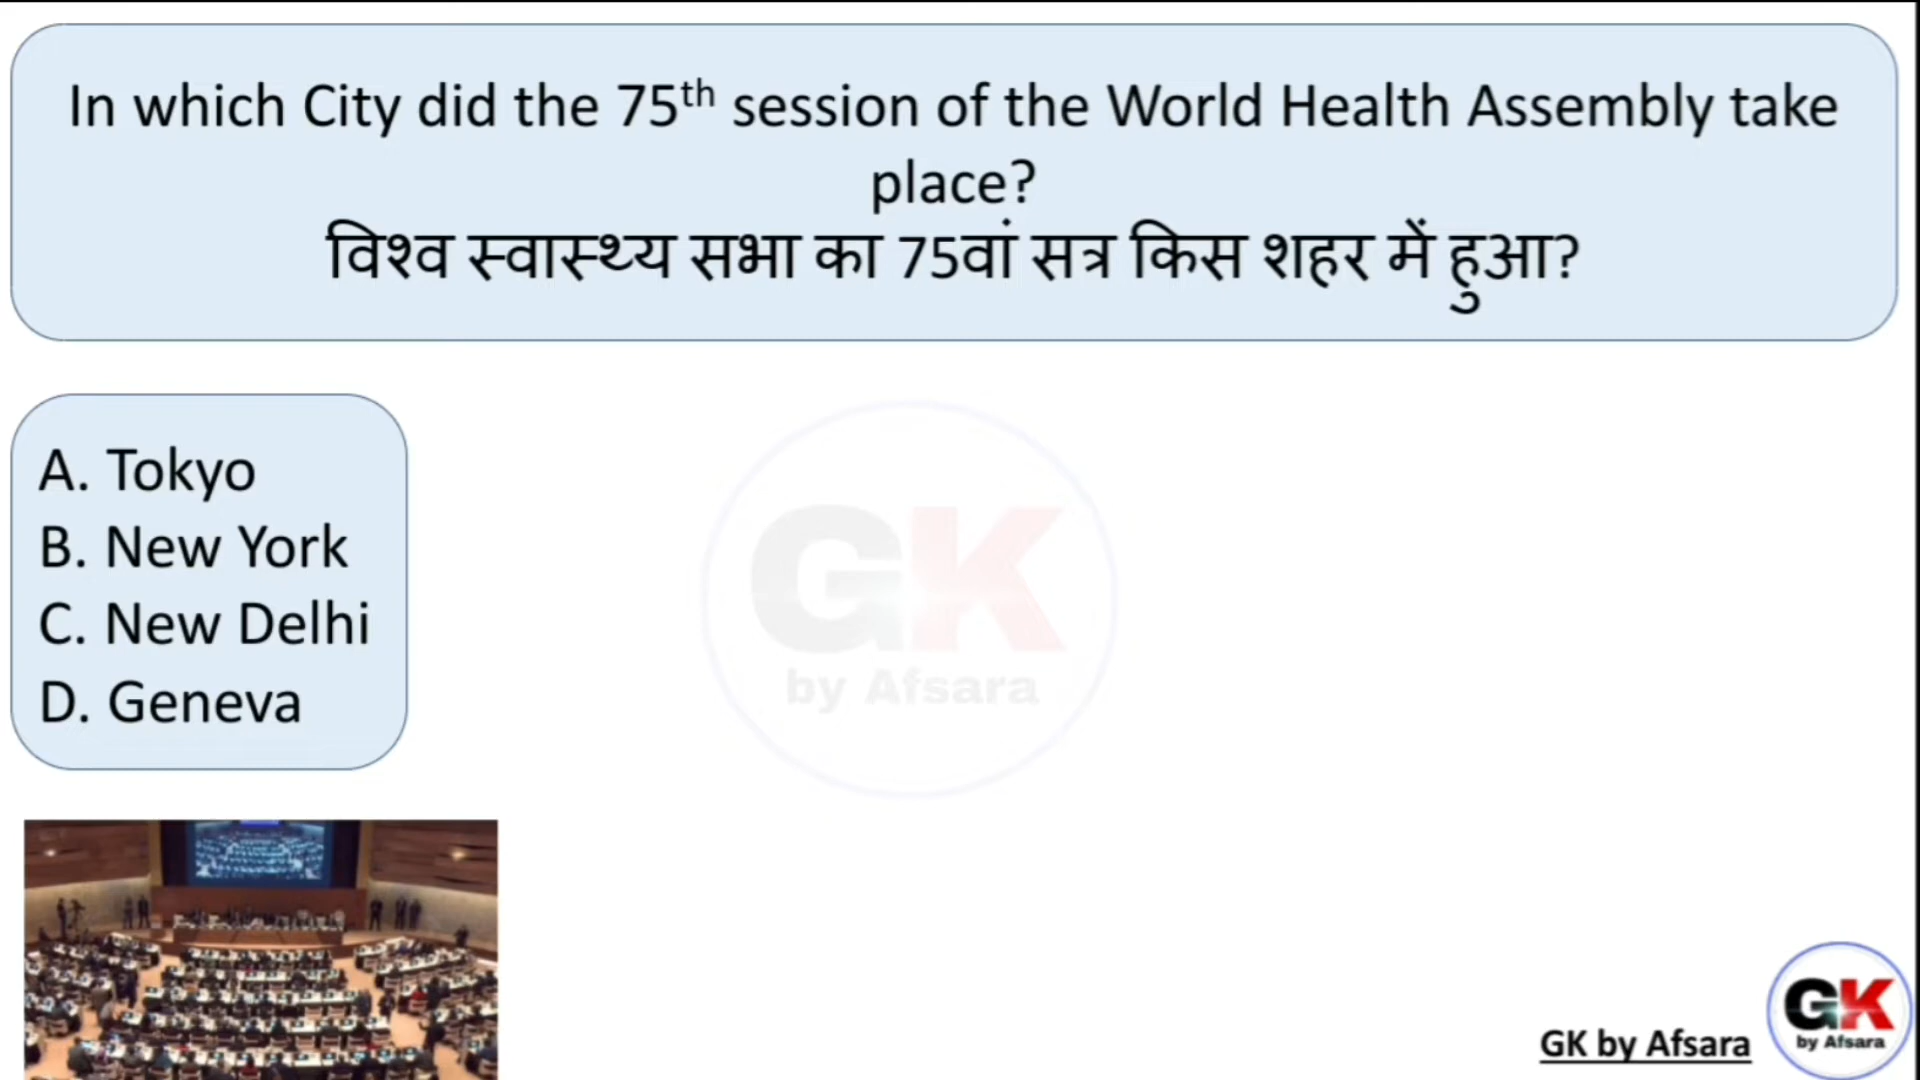 In which City did the 75th session of the World Health Assembly take
place?
विश्व स्वास्थ्य सभा का 75वां सत्र किस शहर में हुआ?
A. Tokyo
B. New York
C. New Delhi
D. Geneva
GK
by Afsara
GK by Afsara
GK
by Afsara